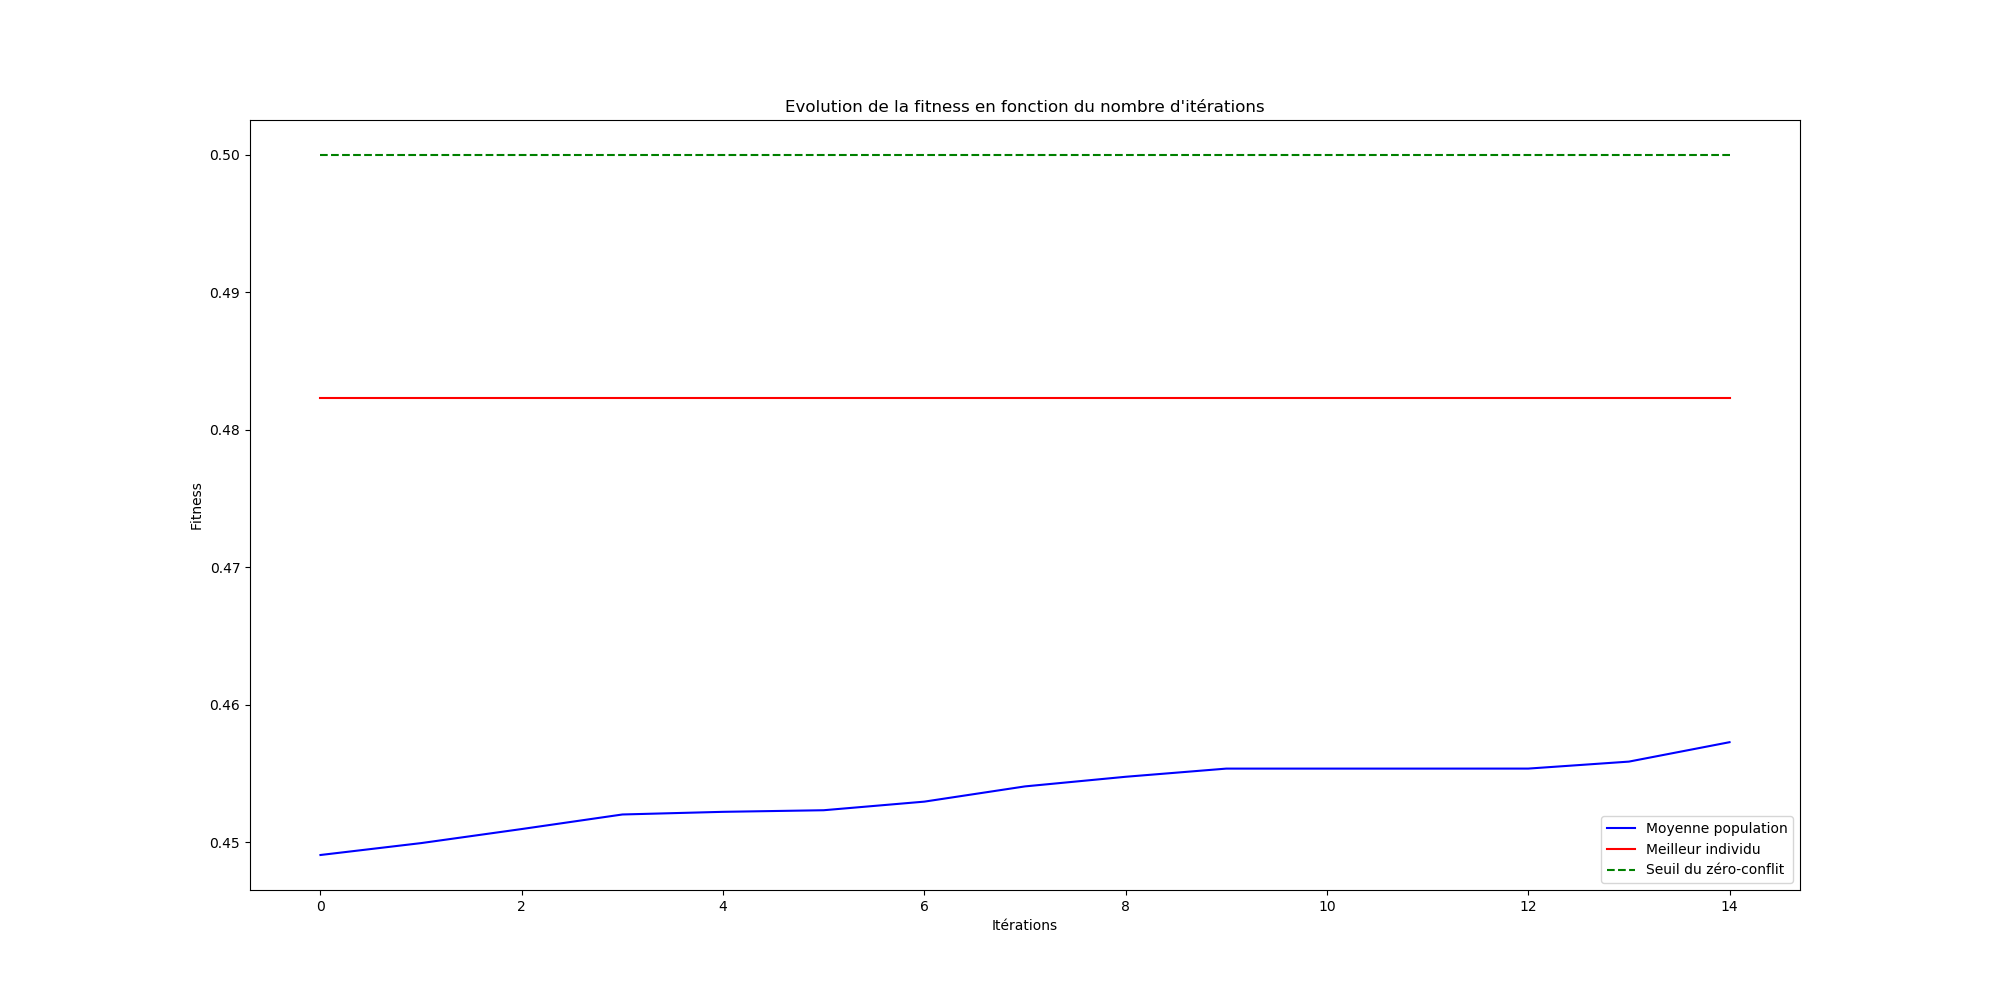 Evolution de la fitness en fonction du nombre d'itérations
0.50
0.49
0.48
0.47
0.46
0.45
Fitness
0 2 4 6 8 10 12 14
Itérations
Moyenne population
Meilleur individu
Seuil du zéro-conflit